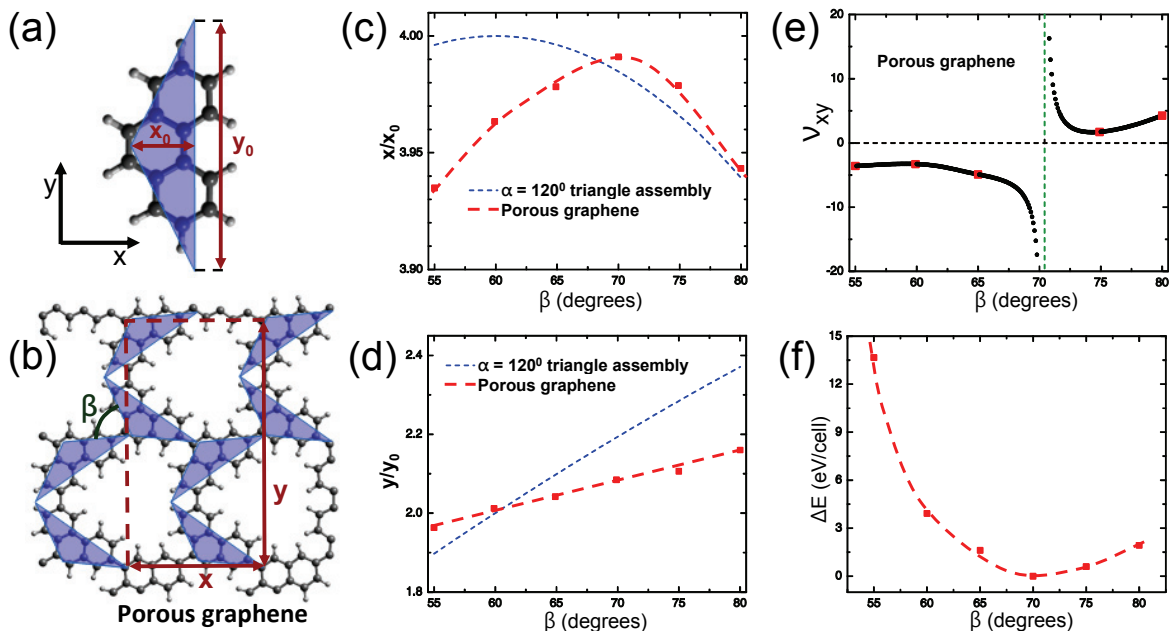 (a)
x₀
y₀
y
x
(b)
β
y
x
Porous graphene
(c)
4.00
3.95
3.90
x/x₀
α = 120⁰ triangle assembly
Porous graphene
55 60 65 70 75 80
β (degrees)
(d)
2.4
2.2
2.0
1.8
y/y₀
α = 120⁰ triangle assembly
Porous graphene
55 60 65 70 75 80
β (degrees)
(e)
20
10
0
-10
-20
νxy
Porous graphene
55 60 65 70 75 80
β (degrees)
(f)
15
12
9
6
3
0
ΔE (eV/cell)
55 60 65 70 75 80
β (degrees)